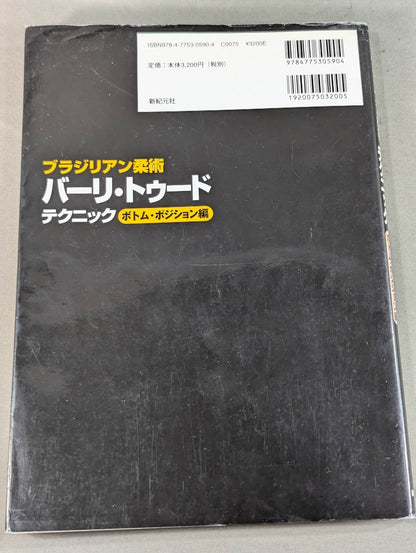 ISBN978-4-7753-0590-4 C0075 ¥3200E
定価：本体3,200円（税別）
新紀元社
9784775305904
1920075032005
ブラジリアン柔術
バーリ・トゥード
テクニック ボトム・ポジション編